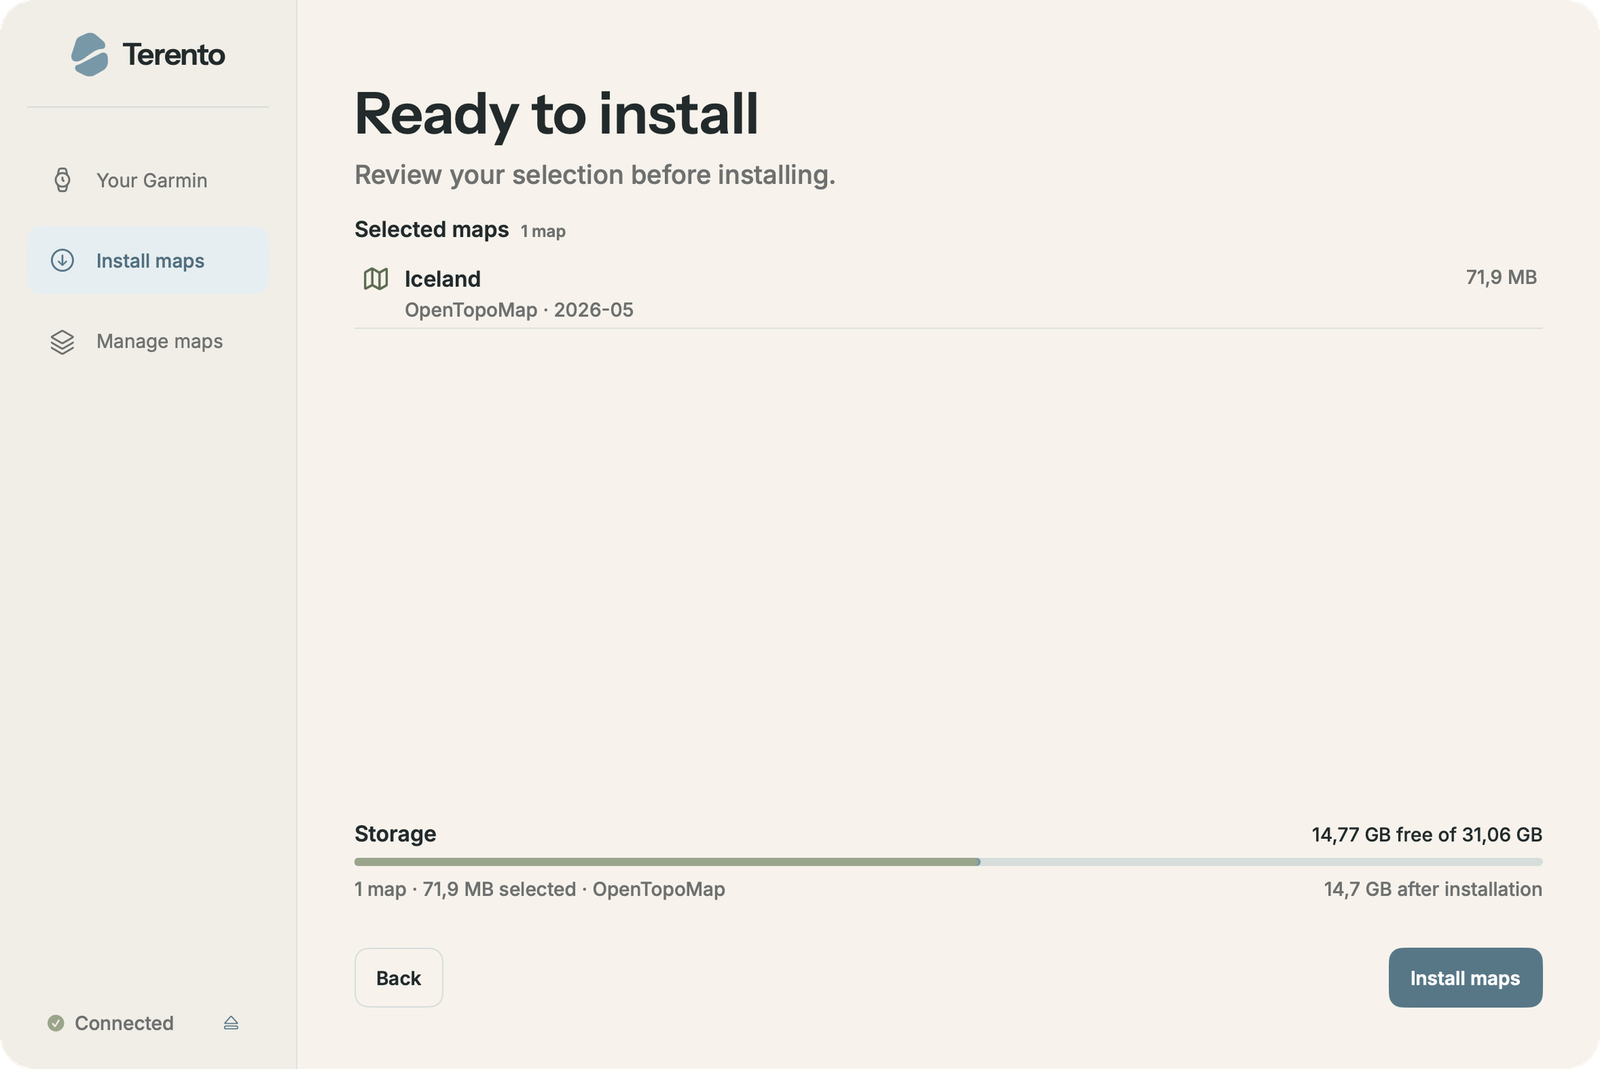 Terento
Your Garmin
Install maps
Manage maps
Connected
Ready to install
Review your selection before installing.
Selected maps 1 map
Iceland 71,9 MB
OpenTopoMap · 2026-05
Storage 14,77 GB free of 31,06 GB
1 map · 71,9 MB selected · OpenTopoMap 14,7 GB after installation
Back Install maps